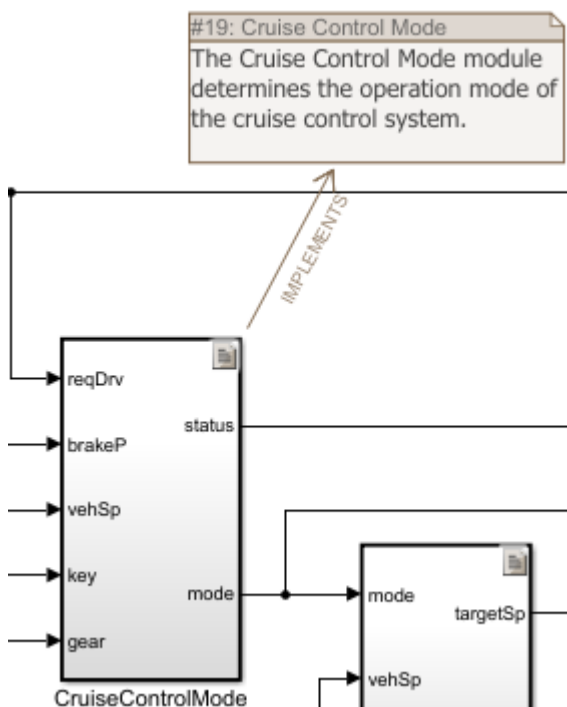 #19: Cruise Control Mode
The Cruise Control Mode module
determines the operation mode of
the cruise control system.
IMPLEMENTS
reqDrv
status
brakeP
vehSp
key
mode
gear
CruiseControlMode
mode
targetSp
vehSp